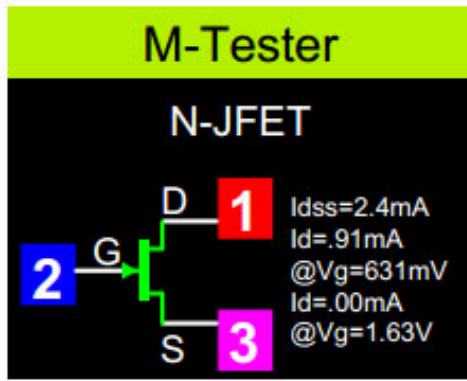 M-Tester
N-JFET
D
1
G
2
S
3
Idss=2.4mA
Id=.91mA
@Vg=631mV
Id=.00mA
@Vg=1.63V